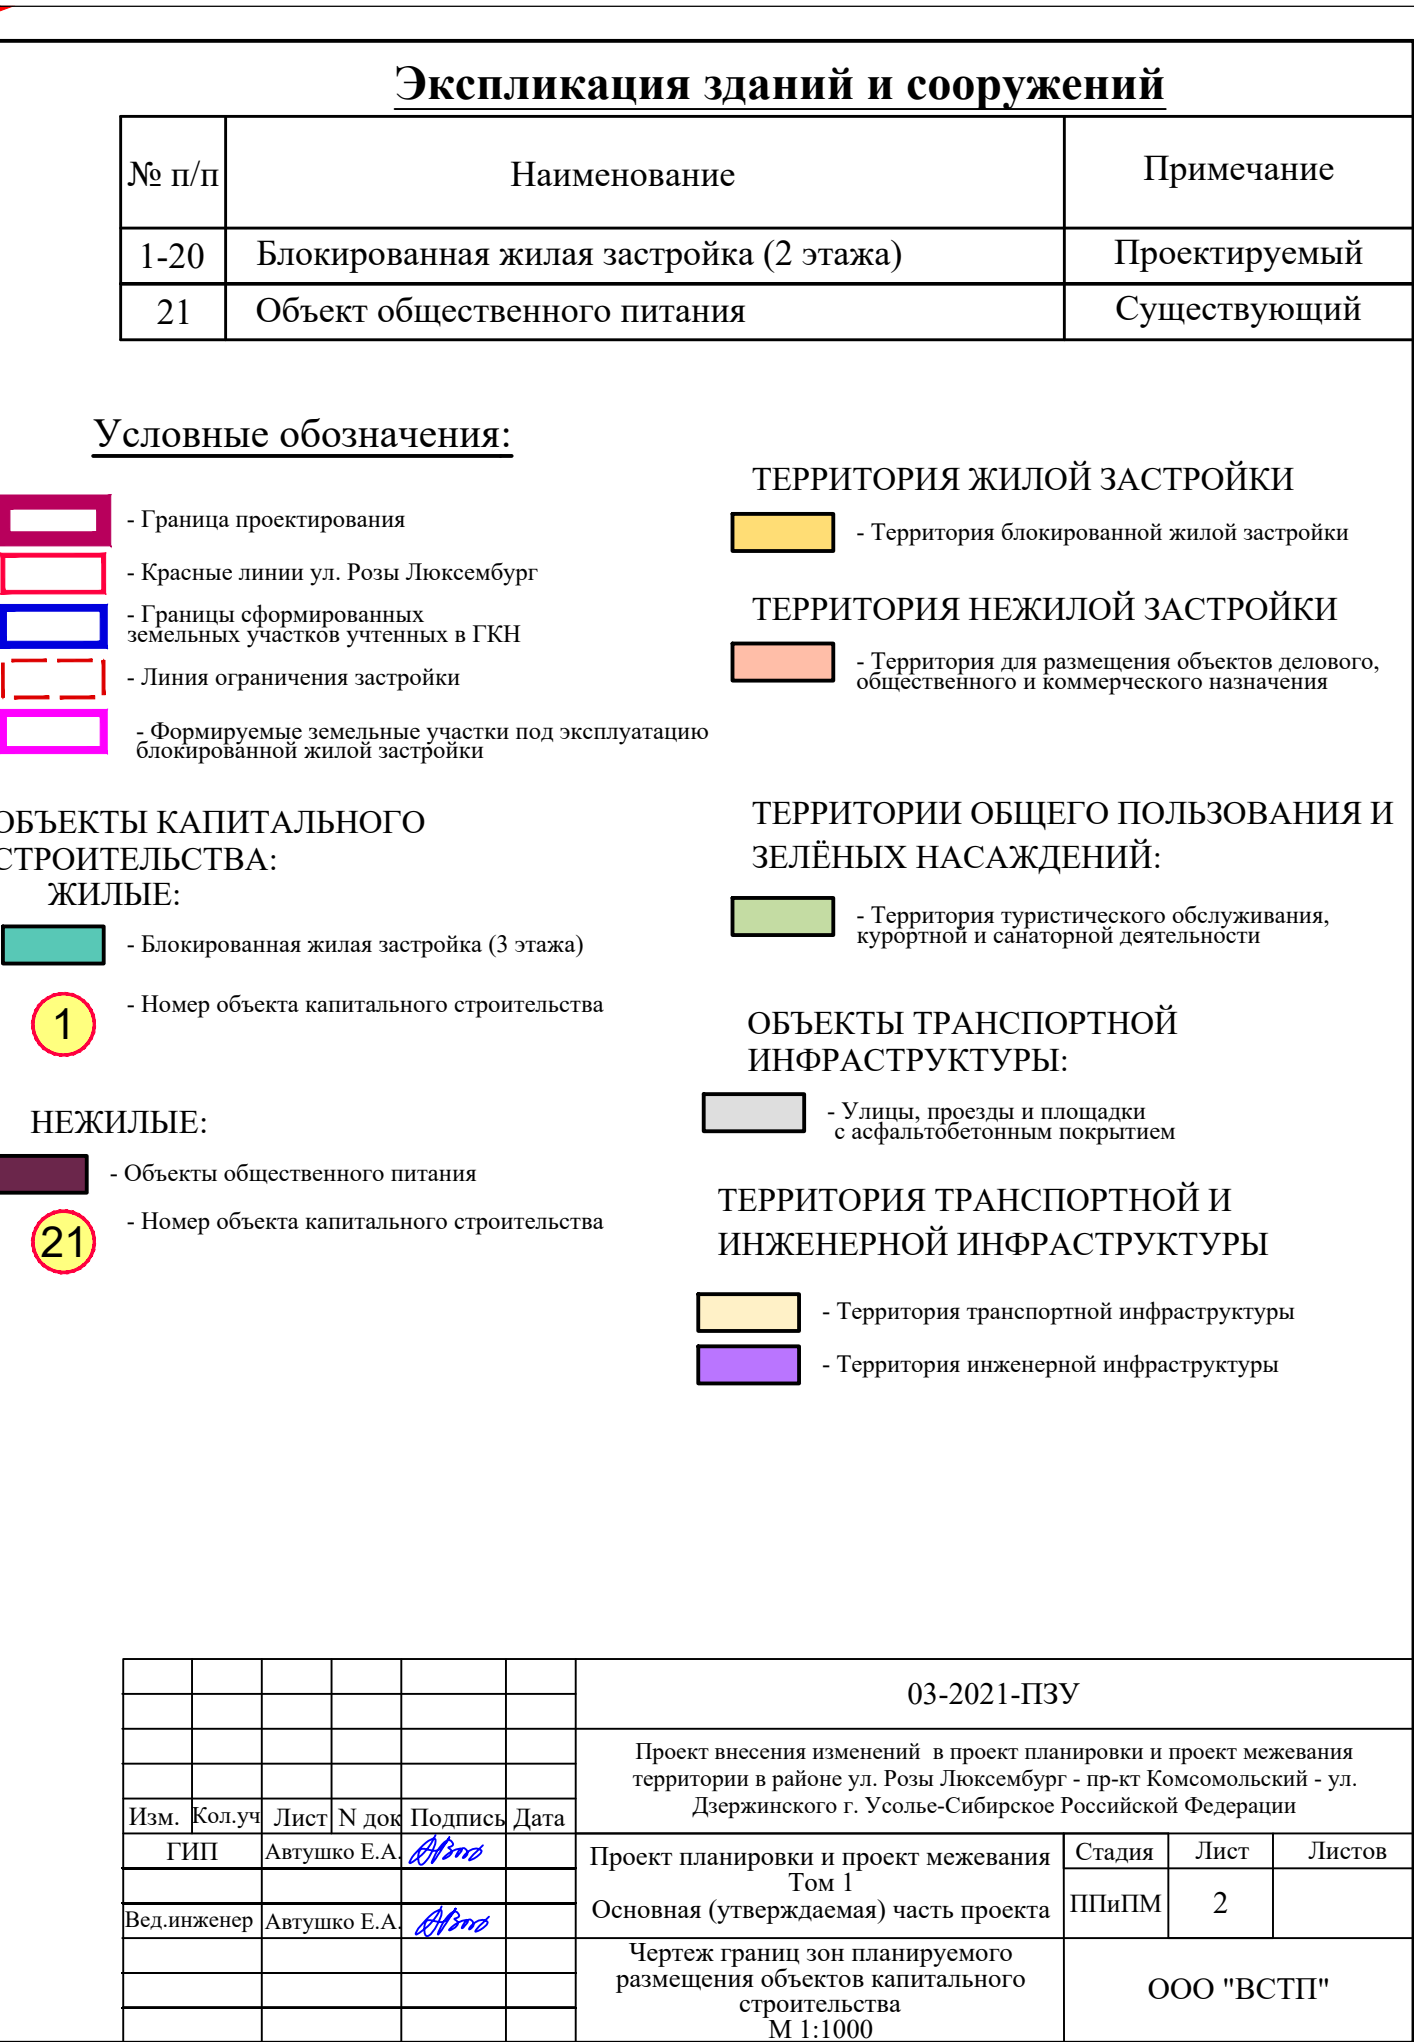 Экспликация зданий и сооружений
№ п/п Наименование Примечание
1-20 Блокированная жилая застройка (2 этажа) Проектируемый
21 Объект общественного питания Существующий
Условные обозначения:
- Граница проектирования
- Красные линии ул. Розы Люксембург
- Границы сформированных
земельных участков учтенных в ГКН
- Линия ограничения застройки
- Формируемые земельные участки под эксплуатацию
блокированной жилой застройки
ОБЪЕКТЫ КАПИТАЛЬНОГО
СТРОИТЕЛЬСТВА:
ЖИЛЫЕ:
- Блокированная жилая застройка (3 этажа)
1 - Номер объекта капитального строительства
НЕЖИЛЫЕ:
- Объекты общественного питания
21 - Номер объекта капитального строительства
ТЕРРИТОРИЯ ЖИЛОЙ ЗАСТРОЙКИ
- Территория блокированной жилой застройки
ТЕРРИТОРИЯ НЕЖИЛОЙ ЗАСТРОЙКИ
- Территория для размещения объектов делового,
общественного и коммерческого назначения
ТЕРРИТОРИИ ОБЩЕГО ПОЛЬЗОВАНИЯ И
ЗЕЛЁНЫХ НАСАЖДЕНИЙ:
- Территория туристического обслуживания,
курортной и санаторной деятельности
ОБЪЕКТЫ ТРАНСПОРТНОЙ
ИНФРАСТРУКТУРЫ:
- Улицы, проезды и площадки
с асфальтобетонным покрытием
ТЕРРИТОРИЯ ТРАНСПОРТНОЙ И
ИНЖЕНЕРНОЙ ИНФРАСТРУКТУРЫ
- Территория транспортной инфраструктуры
- Территория инженерной инфраструктуры
03-2021-ПЗУ
Проект внесения изменений в проект планировки и проект межевания
территории в районе ул. Розы Люксембург - пр-кт Комсомольский - ул.
Дзержинского г. Усолье-Сибирское Российской Федерации
Изм. Кол.уч Лист N док Подпись Дата
ГИП Автушко Е.А.
Вед.инженер Автушко Е.А.
Проект планировки и проект межевания
Том 1
Основная (утверждаемая) часть проекта
Стадия Лист Листов
ППиПМ 2
Чертеж границ зон планируемого
размещения объектов капитального
строительства
М 1:1000
ООО "ВСТП"